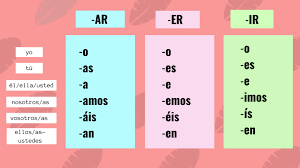 -AR -ER -IR
yo -o -o -o
tú -as -es -es
él/ella/usted -a -e -e
nosotros/as -amos -emos -imos
vosotros/as -áis -éis -ís
ellos/as- -an -en -en
ustedes